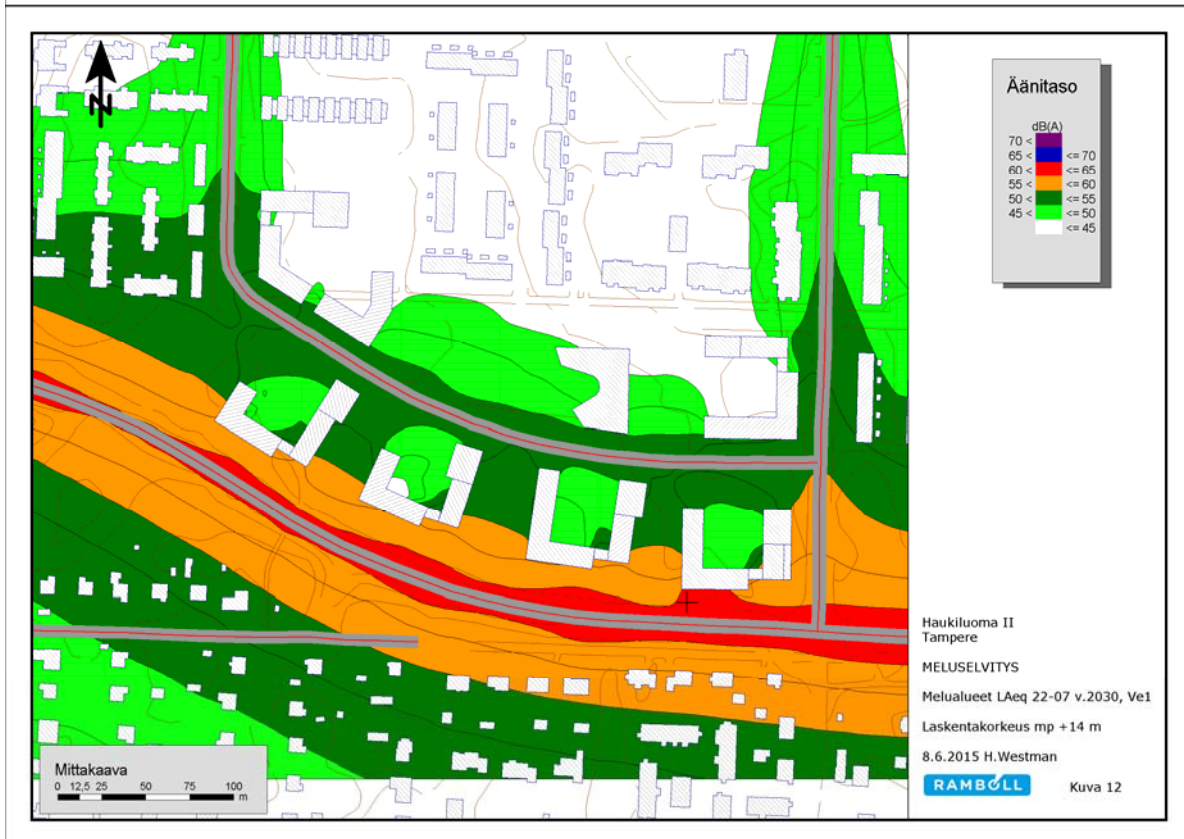 N
Äänitaso
dB(A)
70 <
65 < <= 70
60 < <= 65
55 < <= 60
50 < <= 55
45 < <= 50
<= 45
Haukiluoma II
Tampere
MELUSELVITYS
Melualueet LAeq 22-07 v.2030, Ve1
Laskentakorkeus mp +14 m
8.6.2015 H.Westman
RAMBOLL Kuva 12
Mittakaava
0 12,5 25 50 75 100
m